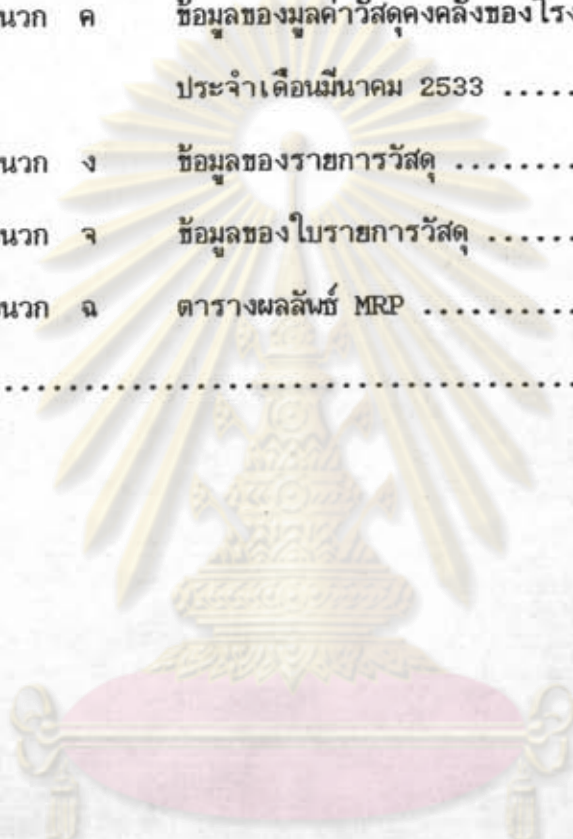 นวก ค ข้อมูลของมูลค่าวัสดุคงคลังของโรง
ประจำเดือนมีนาคม 2533 .....
นวก ง ข้อมูลของรายการวัสดุ ........
นวก จ ข้อมูลของใบรายการวัสดุ ......
นวก ฉ ตารางผลลัพธ์ MRP ..........
....................................